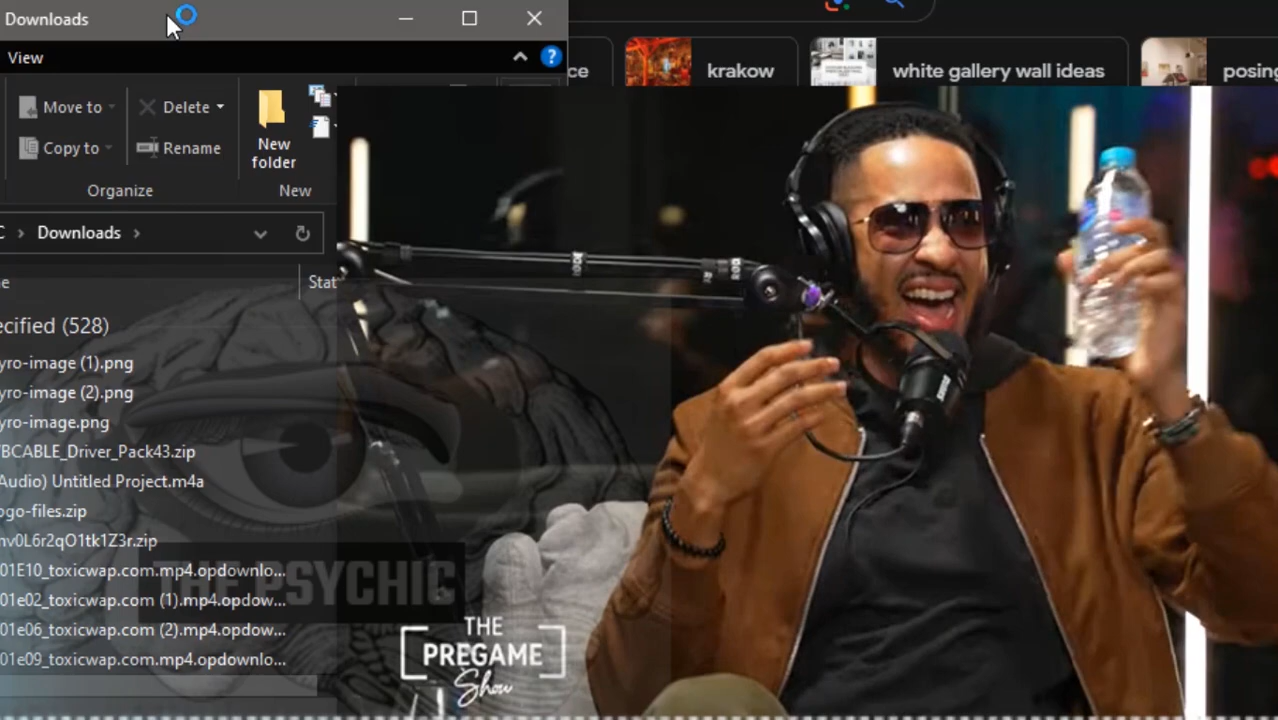 Downloads
View
ce
krakow
white gallery wall ideas
posing
Move to
Delete
Copy to
Rename
New
folder
Organize
New
C
Downloads
e
Stat
ecified (528)
yro-image (1).png
yro-image (2).png
yro-image.png
BCABLE_Driver_Pack43.zip
Audio) Untitled Project.m4a
ogo-files.zip
nv0L6r2qO1tk1Z3r.zip
01E10_toxicwap.com.mp4.opdownlo...
01e02_toxicwap.com (1).mp4.opdow...
01e06_toxicwap.com (2).mp4.opdow...
01e09_toxicwap.com.mp4.opdownlo...
PSYCHIC
THE
PREGAME
Show